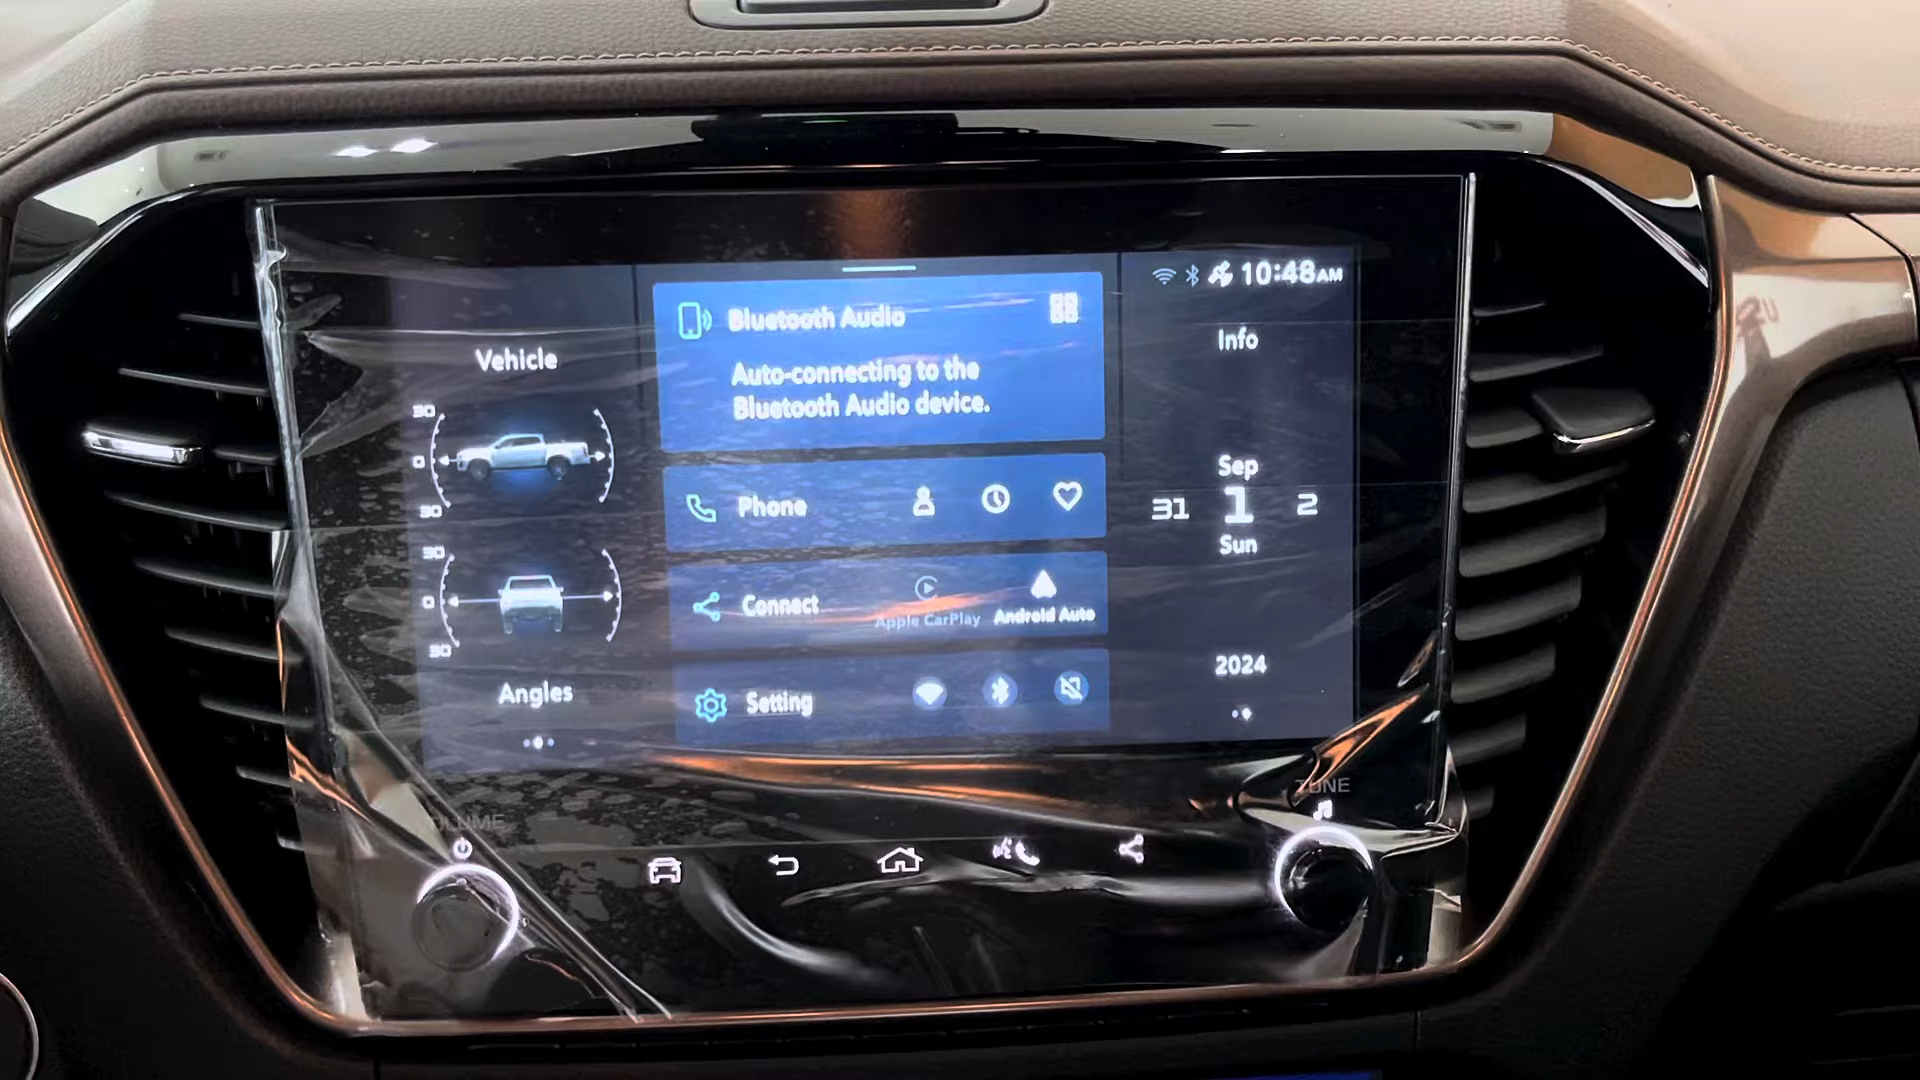 Vehicle
30
0
30
30
0
30
Angles
Bluetooth Audio
Auto-connecting to the
Bluetooth Audio device.
Phone
Connect
Apple CarPlay
Android Auto
Setting
10:48AM
Info
Sep
31 1 2
Sun
2024
VOLUME
TUNE